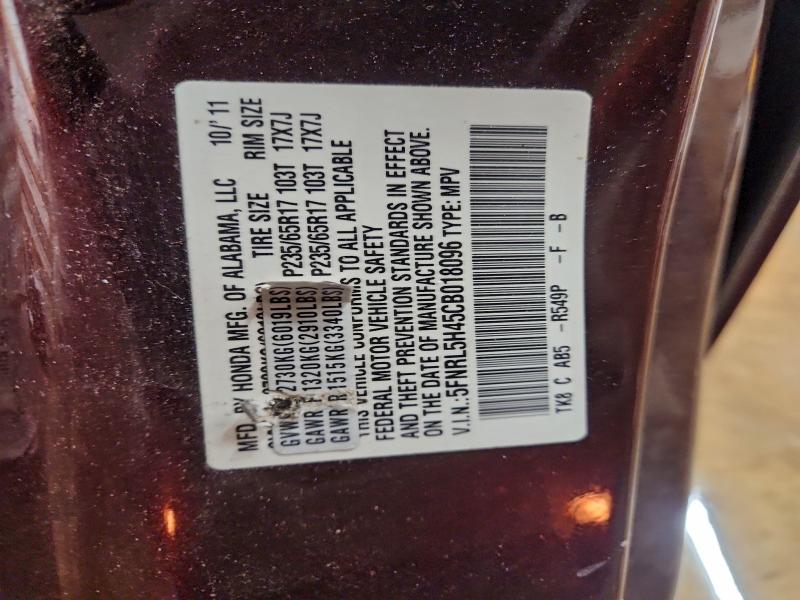 MFD. BY HONDA MFG. OF ALABAMA, LLC 10/'11
TIRE SIZE RIM SIZE
GVWR 2730KG(6019LBS)
GAWR F 1320KG(2910LBS) P235/65R17 103T 17X7J
GAWR R 1515KG(3340LBS) P235/65R17 103T 17X7J
THIS VEHICLE CONFORMS TO ALL APPLICABLE
FEDERAL MOTOR VEHICLE SAFETY
AND THEFT PREVENTION STANDARDS IN EFFECT
ON THE DATE OF MANUFACTURE SHOWN ABOVE.
V.I.N.:5FNRL5H45CB018096 TYPE: MPV
TK8 C AB5 -R549P -F -B